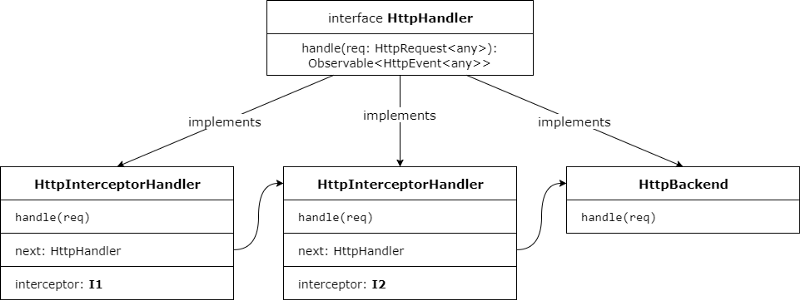 interface HttpHandler
handle(req: HttpRequest<any>):
Observable<HttpEvent<any>>
implements
implements
implements
HttpInterceptorHandler
handle(req)
next: HttpHandler
interceptor: I1
HttpInterceptorHandler
handle(req)
next: HttpHandler
interceptor: I2
HttpBackend
handle(req)